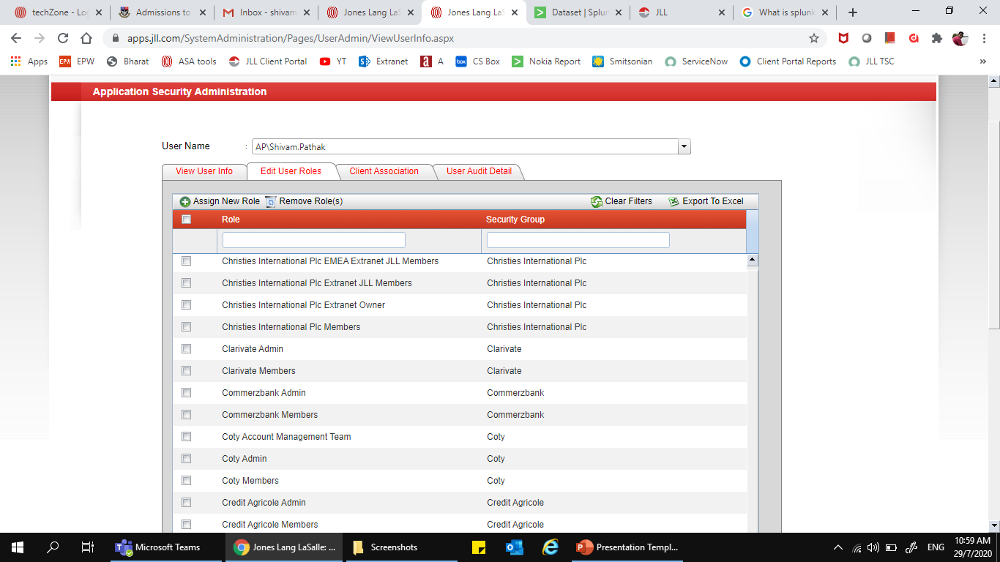 techZone - Log
Admissions to
Inbox - shivam
Jones Lang LaS
Jones Lang LaS
Dataset | Splun
JLL
What is splunk
apps.jll.com/SystemAdministration/Pages/UserAdmin/ViewUserInfo.aspx
Apps EPW EPW Bharat ASA tools JLL Client Portal YT Extranet a A box CS Box Nokia Report Smitsonian ServiceNow Client Portal Reports JLL TSC »
Application Security Administration
User Name : AP\Shivam.Pathak
View User Info Edit User Roles Client Association User Audit Detail
Assign New Role Remove Role(s) Clear Filters Export To Excel
Role Security Group
Christies International Plc EMEA Extranet JLL Members Christies International Plc
Christies International Plc Extranet JLL Members Christies International Plc
Christies International Plc Extranet Owner Christies International Plc
Christies International Plc Members Christies International Plc
Clarivate Admin Clarivate
Clarivate Members Clarivate
Commerzbank Admin Commerzbank
Commerzbank Members Commerzbank
Coty Account Management Team Coty
Coty Admin Coty
Coty Members Coty
Credit Agricole Admin Credit Agricole
Credit Agricole Members Credit Agricole
Microsoft Teams Jones Lang LaSalle: ... Screenshots Presentation Templ... ENG 10:59 AM
29/7/2020